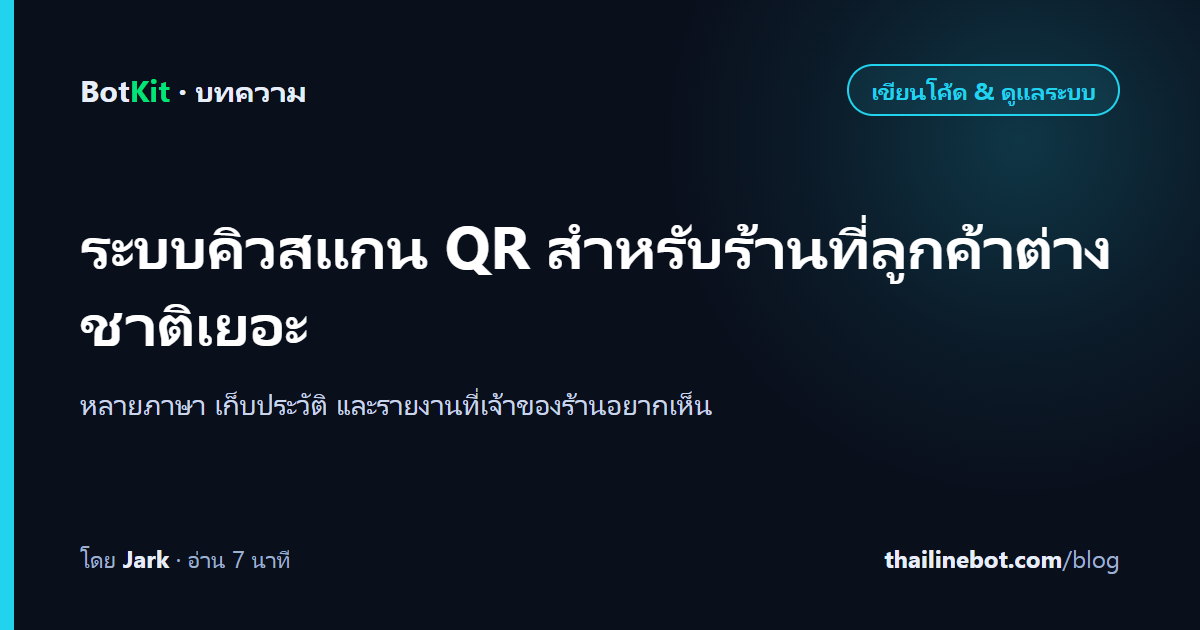 BotKit · บทความ
เขียนโค้ด & ดูแลระบบ
ระบบคิวสแกน QR สำหรับร้านที่ลูกค้าต่าง
ชาติเยอะ
หลายภาษา เก็บประวัติ และรายงานที่เจ้าของร้านอยากเห็น
โดย Jark · อ่าน 7 นาที
thailinebot.com/blog